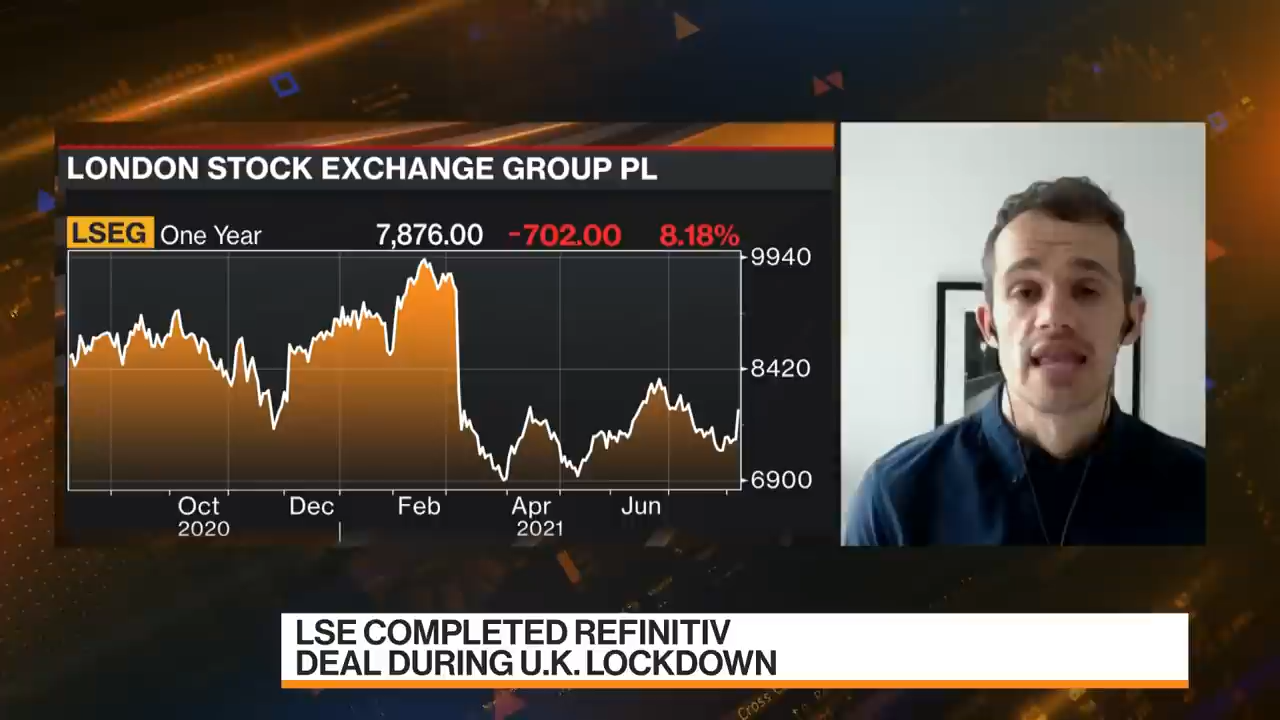 LONDON STOCK EXCHANGE GROUP PL
LSEG One Year 7,876.00 -702.00 8.18%
9940
8420
6900
Oct Dec Feb Apr Jun
2020 2021
LSE COMPLETED REFINITIV
DEAL DURING U.K. LOCKDOWN